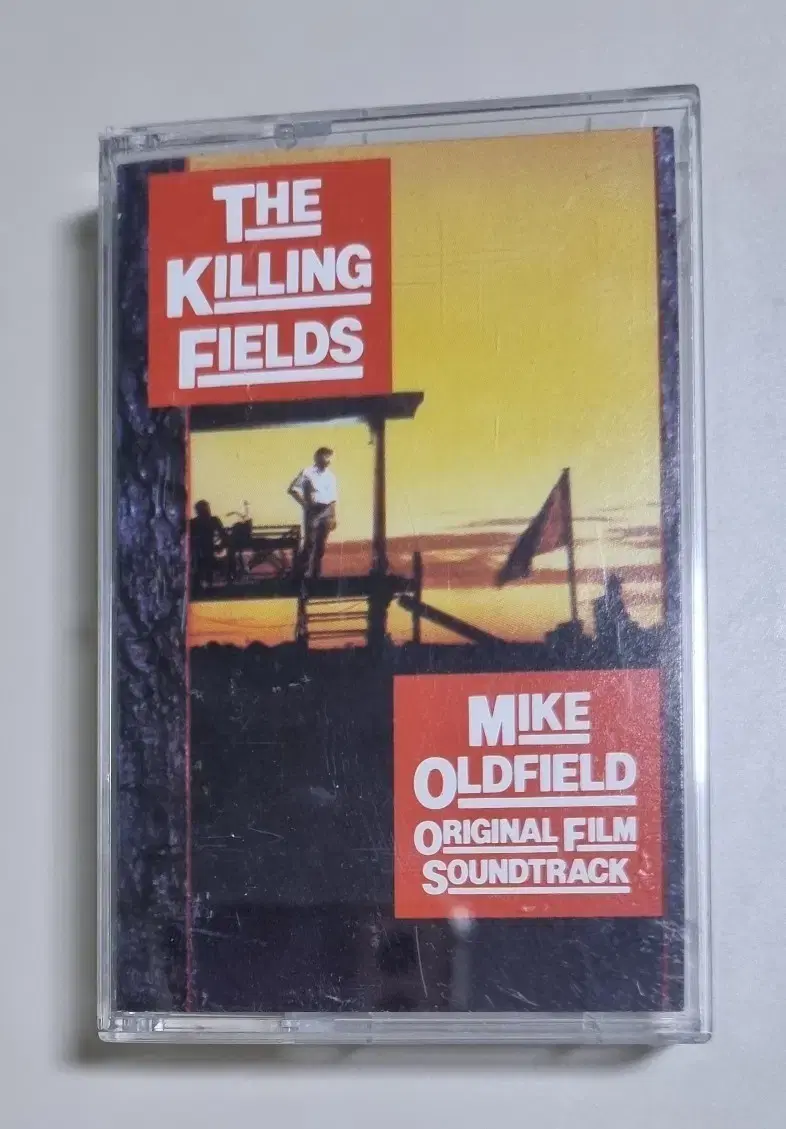 THE
KILLING
FIELDS
MIKE
OLDFIELD
ORIGINAL FILM
SOUNDTRACK